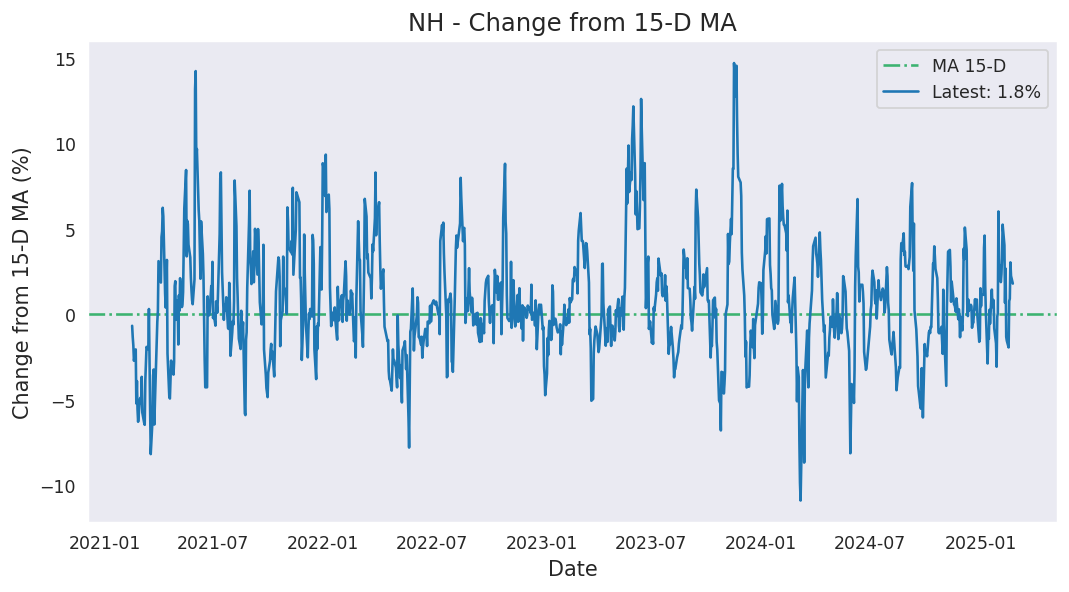 NH - Change from 15-D MA
MA 15-D
Latest: 1.8%
Change from 15-D MA (%)
15
10
5
0
−5
−10
2021-01 2021-07 2022-01 2022-07 2023-01 2023-07 2024-01 2024-07 2025-01
Date